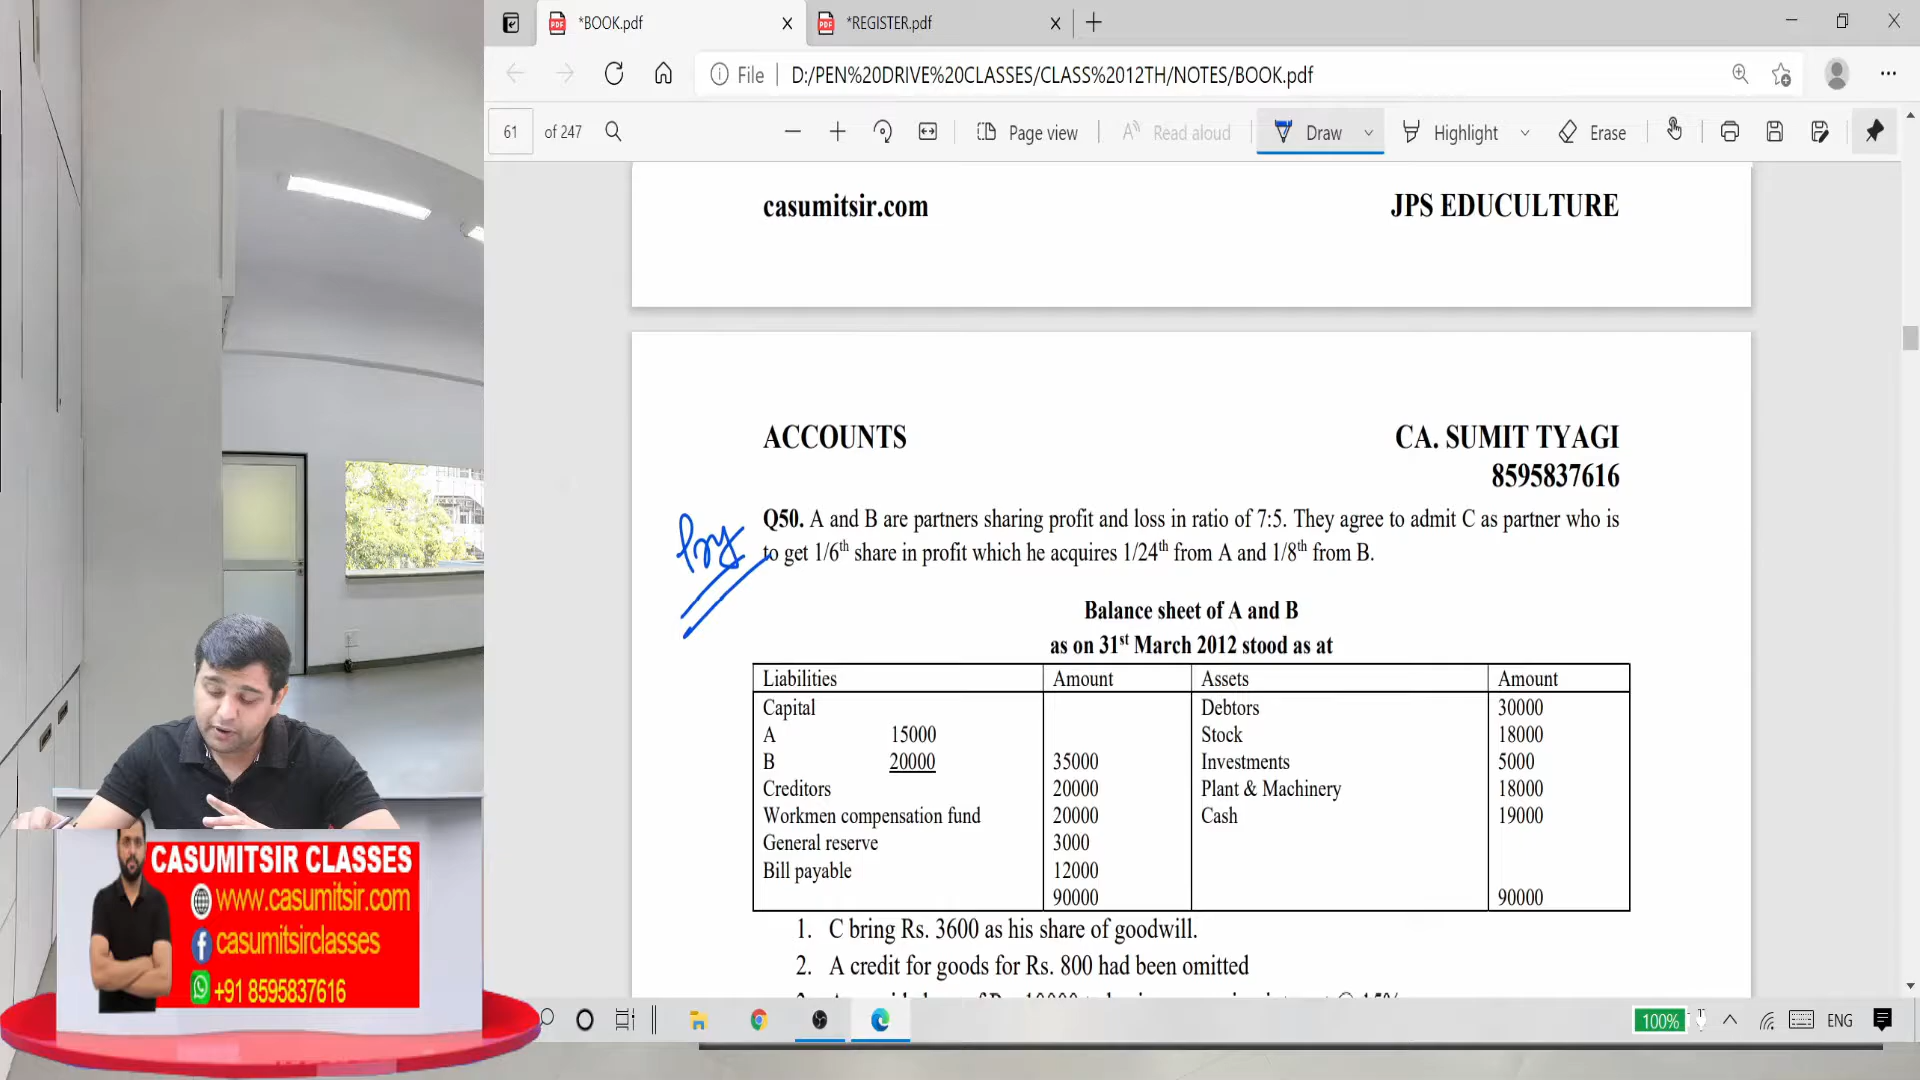 *BOOK.pdf
*REGISTER.pdf
File D:/PEN%20DRIVE%20CLASSES/CLASS%2012TH/NOTES/BOOK.pdf
61 of 247 Page view Read aloud Draw Highlight Erase
casumitsir.com JPS EDUCULTURE
ACCOUNTS CA. SUMIT TYAGI
8595837616
Q50. A and B are partners sharing profit and loss in ratio of 7:5. They agree to admit C as partner who is
to get 1/6th share in profit which he acquires 1/24th from A and 1/8th from B.
Balance sheet of A and B
as on 31st March 2012 stood as at
Liabilities Amount Assets Amount
Capital Debtors 30000
A 15000 Stock 18000
B 20000 35000 Investments 5000
Creditors 20000 Plant & Machinery 18000
Workmen compensation fund 20000 Cash 19000
General reserve 3000
Bill payable 12000
90000 90000
1. C bring Rs. 3600 as his share of goodwill.
2. A credit for goods for Rs. 800 had been omitted
CASUMITSIR CLASSES
www.casumitsir.com
casumitsirclasses
+91 8595837616
100% ENG